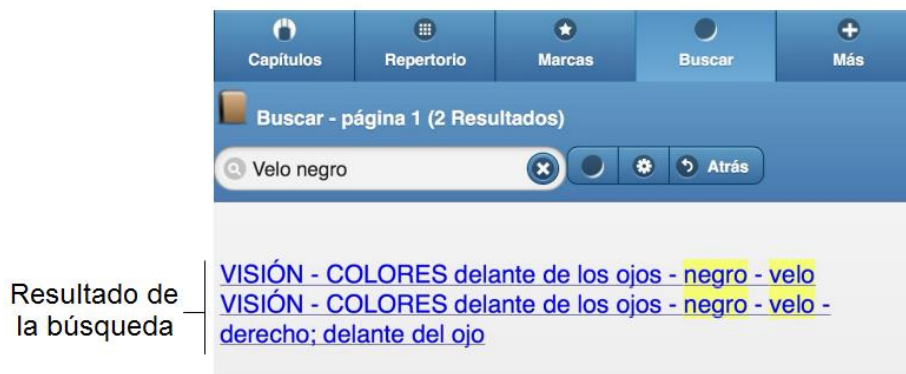 Capítulos Repertorio Marcas Buscar Más
Buscar - página 1 (2 Resultados)
Velo negro Atrás
VISIÓN - COLORES delante de los ojos - negro - velo
VISIÓN - COLORES delante de los ojos - negro - velo -
derecho; delante del ojo
Resultado de
la búsqueda